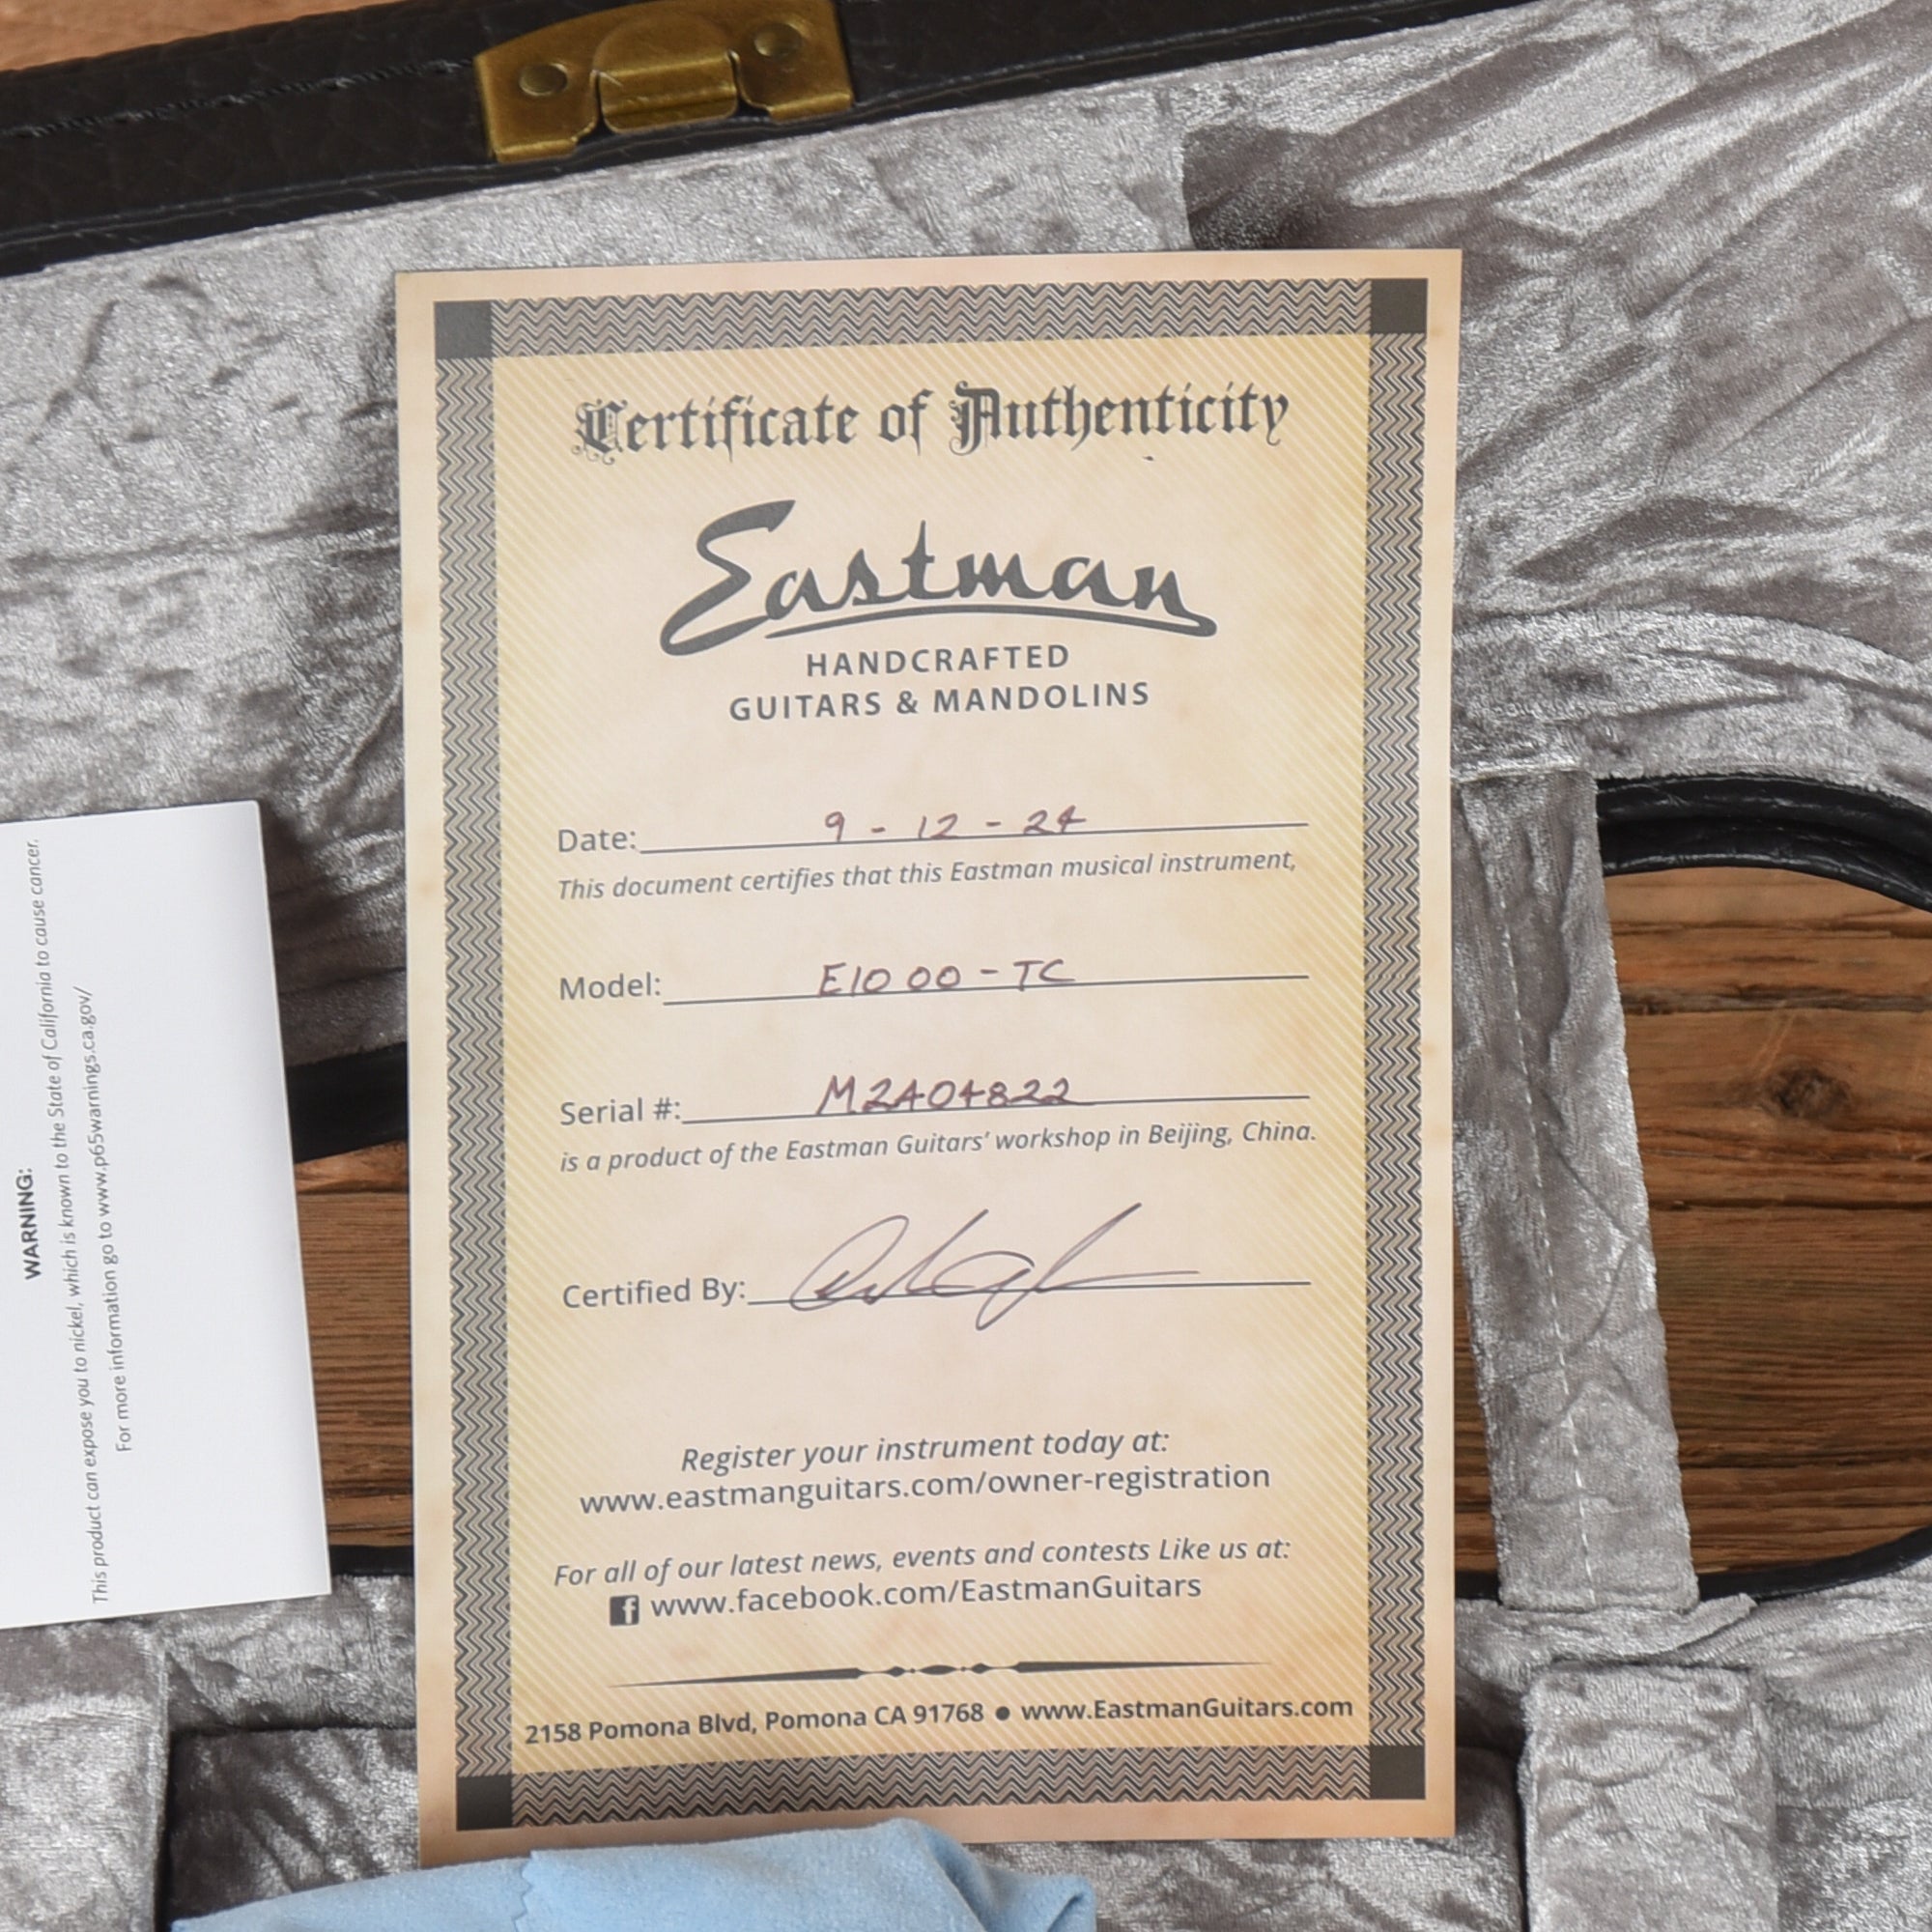 Certificate of Authenticity
Eastman
HANDCRAFTED
GUITARS & MANDOLINS
Date: 9 - 12 - 24
This document certifies that this Eastman musical instrument,
Model: E1000 - TC
Serial #: M2404822
is a product of the Eastman Guitars' workshop in Beijing, China.
Certified By:
Register your instrument today at:
www.eastmanguitars.com/owner-registration
For all of our latest news, events and contests Like us at:
f www.facebook.com/EastmanGuitars
2158 Pomona Blvd, Pomona CA 91768 ● www.EastmanGuitars.com
WARNING:
This product can expose you to nickel, which is known to the State of California to cause cancer.
For more information go to www.p65warnings.ca.gov/